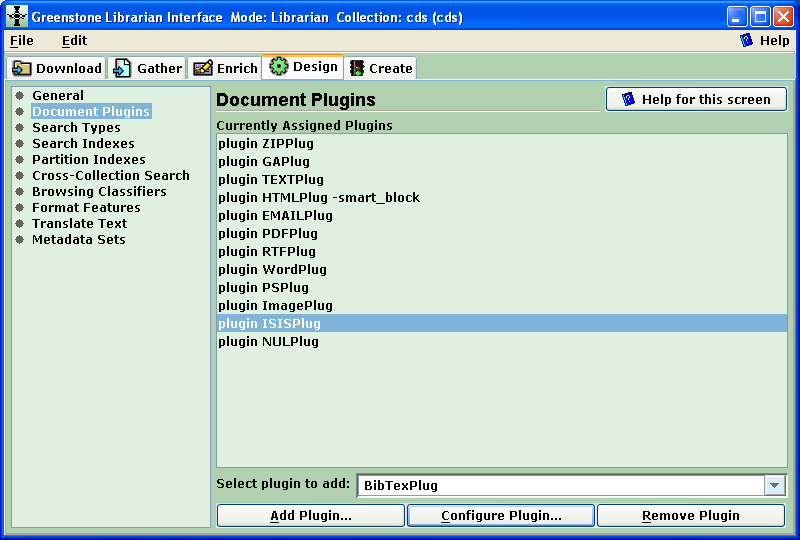 Greenstone Librarian Interface  Mode: Librarian  Collection: cds (cds)
File Edit Help
Download Gather Enrich Design Create
General
Document Plugins
Search Types
Search Indexes
Partition Indexes
Cross-Collection Search
Browsing Classifiers
Format Features
Translate Text
Metadata Sets
Document Plugins
Help for this screen
Currently Assigned Plugins
plugin ZIPPlug
plugin GAPlug
plugin TEXTPlug
plugin HTMLPlug -smart_block
plugin EMAILPlug
plugin PDFPlug
plugin RTFPlug
plugin WordPlug
plugin PSPlug
plugin ImagePlug
plugin ISISPlug
plugin NULPlug
Select plugin to add: BibTexPlug
Add Plugin... Configure Plugin... Remove Plugin